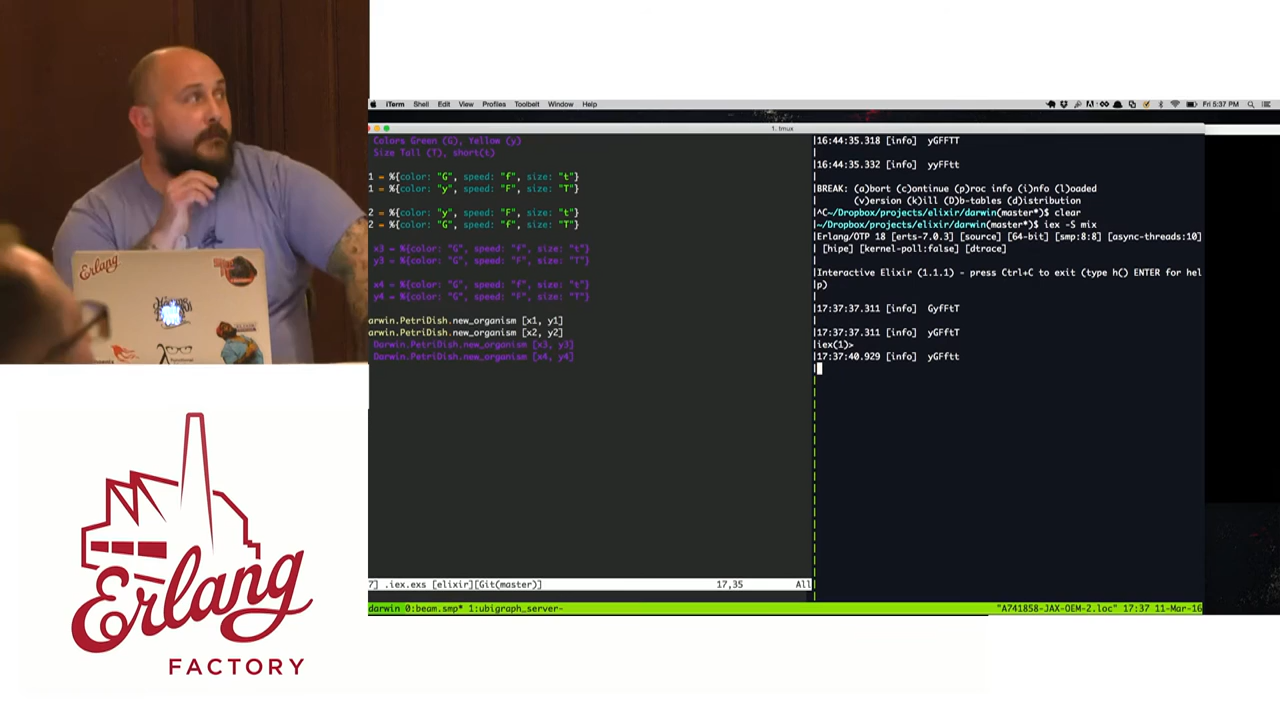 iTerm Shell Edit View Profiles Toolbelt Window Help
Fri 5:37 PM
1. tmux
Colors Green (G), Yellow (y)
Size Tall (T), short(t)
1 = %{color: "G", speed: "f", size: "t"}
1 = %{color: "y", speed: "F", size: "T"}
2 = %{color: "y", speed: "F", size: "t"}
2 = %{color: "G", speed: "f", size: "T"}
x3 = %{color: "G", speed: "F", size: "t"}
y3 = %{color: "G", speed: "F", size: "T"}
x4 = %{color: "G", speed: "f", size: "t"}
y4 = %{color: "G", speed: "F", size: "T"}
arwin.PetriDish.new_organism [x1, y1]
arwin.PetriDish.new_organism [x2, y2]
Darwin.PetriDish.new_organism [x3, y3]
Darwin.PetriDish.new_organism [x4, y4]
7] .iex.exs [elixir][Git(master)] 17,35 All
16:44:35.318 [info] yGFFTT
16:44:35.332 [info] yyFFtt
BREAK: (a)bort (c)ontinue (p)roc info (i)nfo (l)oaded
(v)ersion (k)ill (D)b-tables (d)istribution
^C~/Dropbox/projects/elixir/darwin(master*)$ clear
~/Dropbox/projects/elixir/darwin(master*)$ iex -S mix
Erlang/OTP 18 [erts-7.0.3] [source] [64-bit] [smp:8:8] [async-threads:10]
[hipe] [kernel-poll:false] [dtrace]
Interactive Elixir (1.1.1) - press Ctrl+C to exit (type h() ENTER for hel
p)
17:37:37.311 [info] GyfFtT
17:37:37.311 [info] yGFftT
iex(1)>
17:37:40.929 [info] yGFftt
darwin 0:beam.smp* 1:ubigraph_server- "A741858-JAX-OEM-2.loc" 17:37 11-Mar-16
Erlang
Erlang
FACTORY